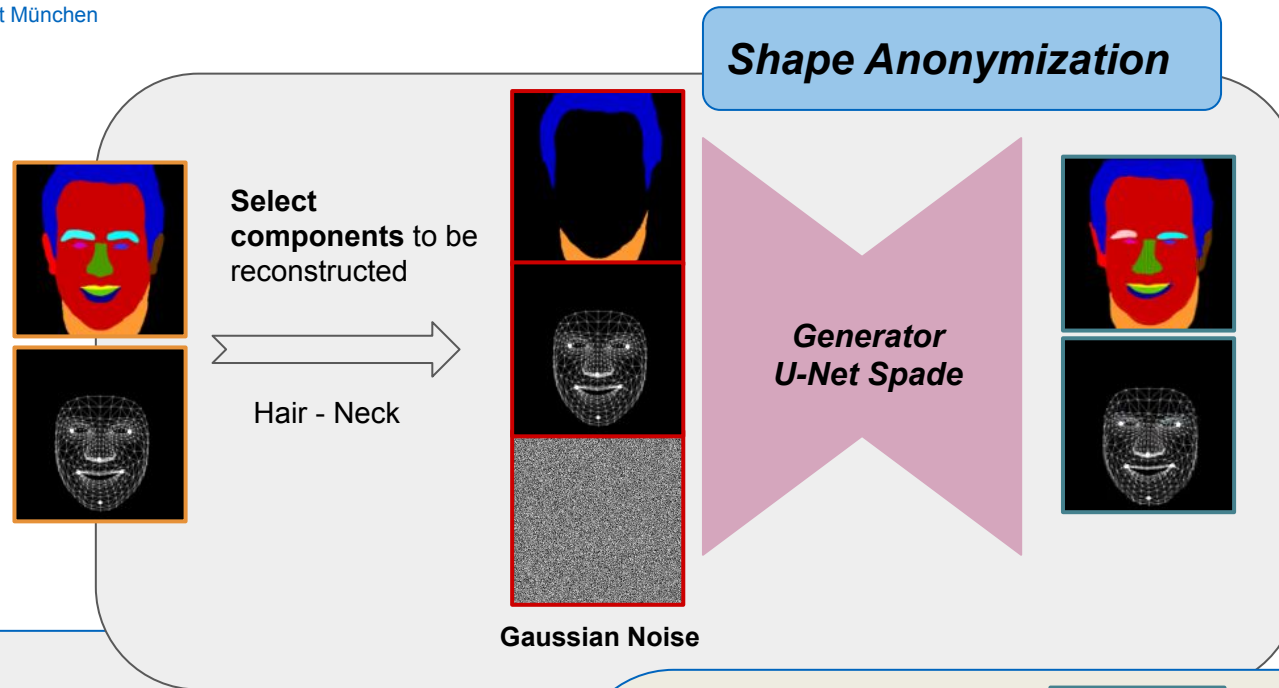 t München
Shape Anonymization
Select
components to be
reconstructed
Hair - Neck
Generator
U-Net Spade
Gaussian Noise